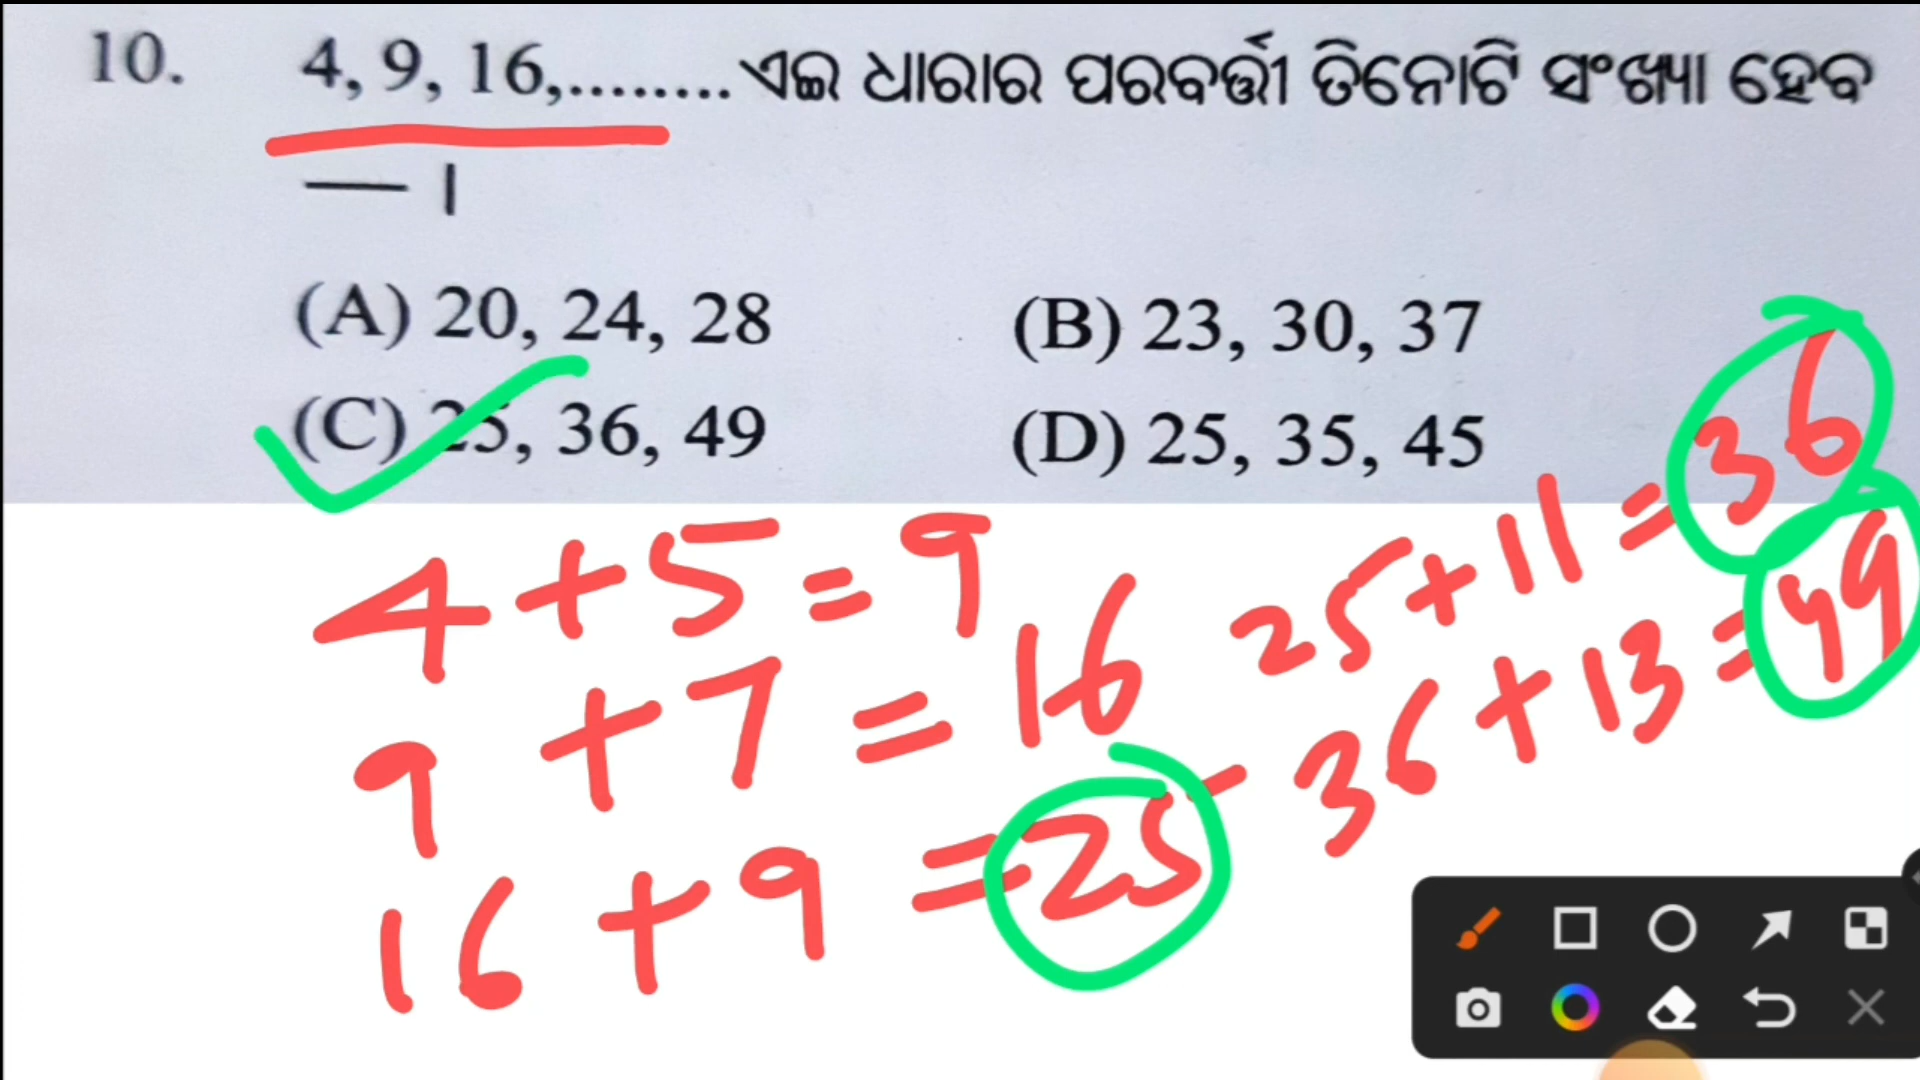 10. 4, 9, 16,........ ଏଇ ଧାରାର ପରବର୍ତ୍ତୀ ତିନୋଟି ସଂଖ୍ୟା ହେବ
— ।
(A) 20, 24, 28 (B) 23, 30, 37
(C) 25, 36, 49 (D) 25, 35, 45
4+5=9
9+7=16
16+9=25
25+11=36
36+13=49